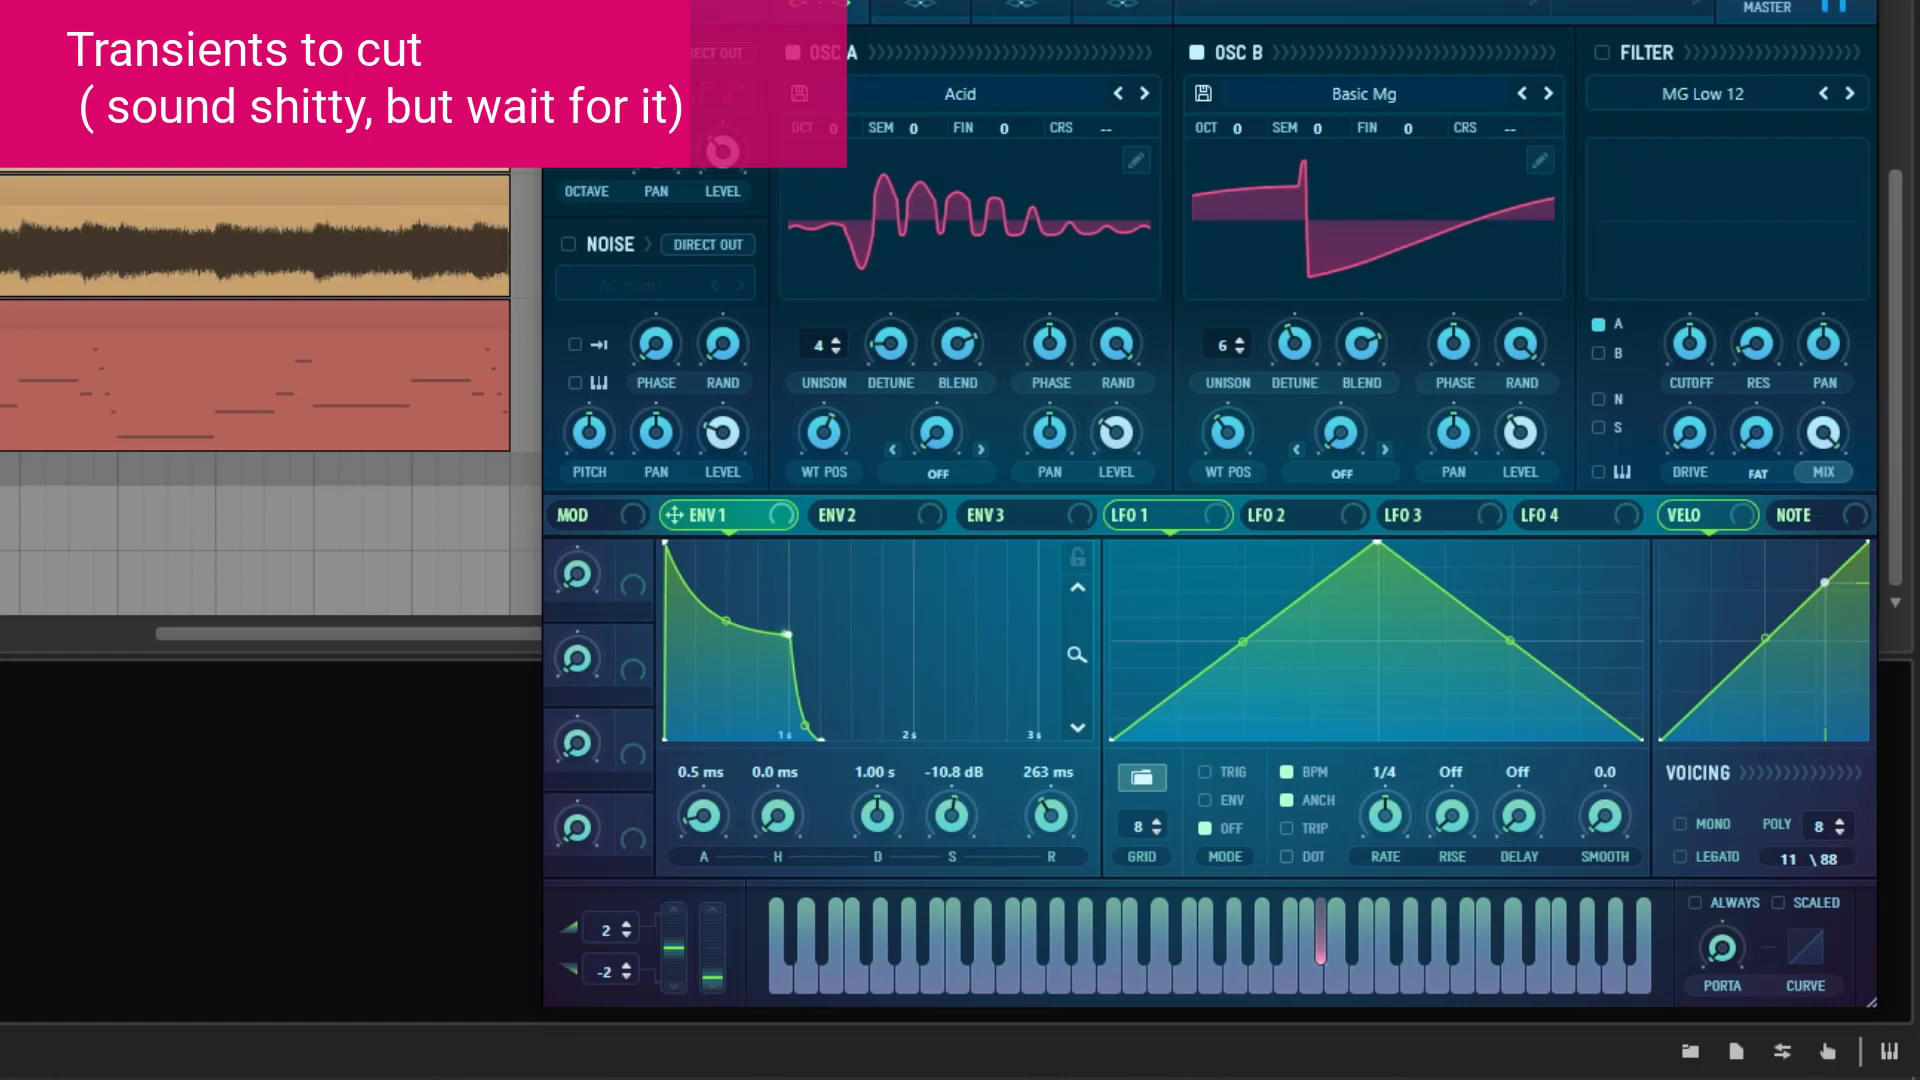 Transients to cut
( sound shitty, but wait for it)
MASTER
RECT OUT
OSC A
OSC B
FILTER
Acid
Basic Mg
MG Low 12
OCT 0 SEM 0 FIN 0 CRS --
OCT 0 SEM 0 FIN 0 CRS --
OCTAVE PAN LEVEL
NOISE DIRECT OUT
4
6
A
B
N
S
PHASE RAND
UNISON DETUNE BLEND PHASE RAND
UNISON DETUNE BLEND PHASE RAND
CUTOFF RES PAN
PITCH PAN LEVEL
WT POS OFF PAN LEVEL
WT POS OFF PAN LEVEL
DRIVE FAT MIX
MOD ENV 1 ENV 2 ENV 3 LFO 1 LFO 2 LFO 3 LFO 4 VELO NOTE
1 s 2 s 3 s
0.5 ms 0.0 ms 1.00 s -10.8 dB 263 ms
A H D S R
8
GRID
TRIG
ENV
OFF
MODE
BPM
ANCH
TRIP
DOT
1/4 Off Off 0.0
RATE RISE DELAY SMOOTH
VOICING
MONO POLY 8
LEGATO 11 \ 88
2
-2
ALWAYS SCALED
PORTA CURVE